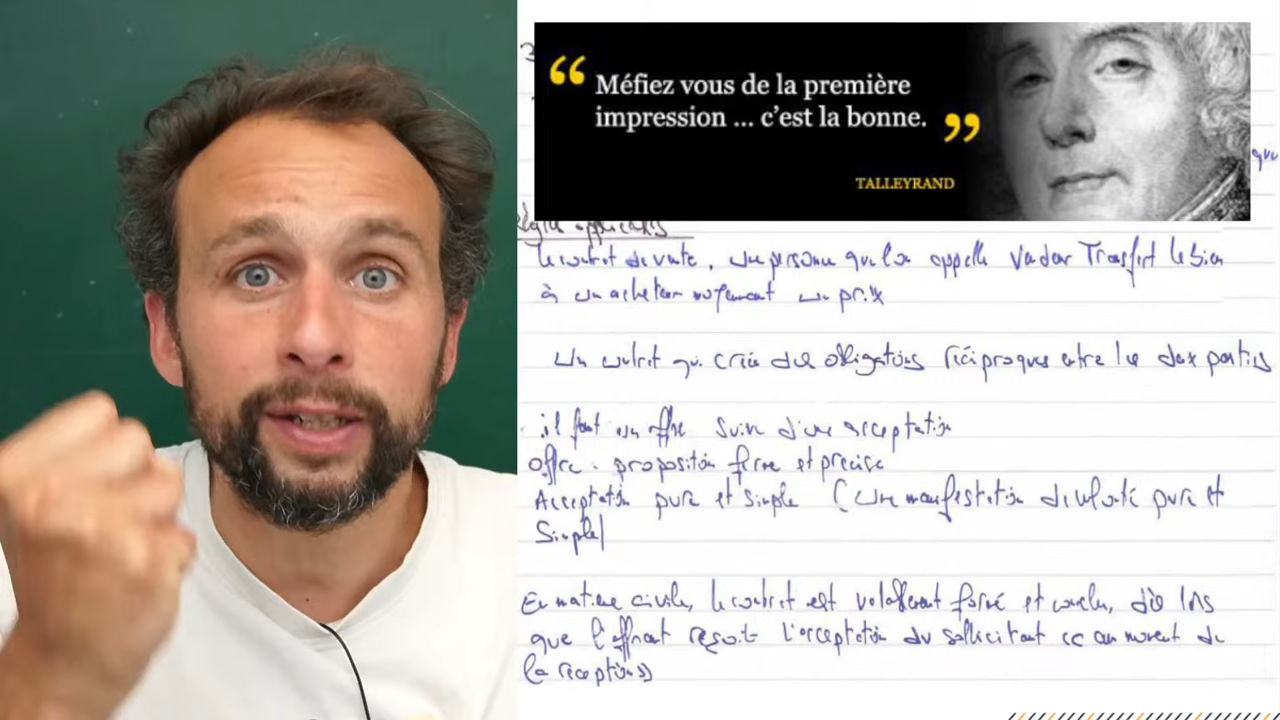 “ Méfiez vous de la première
impression ... c’est la bonne. ”
TALLEYRAND
Le contrat de vente, une personne que l'on appelle Vendeur Transfert le bien
à un acheteur moyennant un prix
Un contrat qui crée des obligations réciproques entre les deux parties
il faut un offre suivi d'une acceptation
Offre : proposition ferme et précise
Acceptation pure et simple (une manifestation de volonté pure et
Simple)
En matière civile, le contrat est valablement formé et conclu, dès lors
que l'offrant reçoit l'acceptation du sollicitant cc au moment de
la réception)